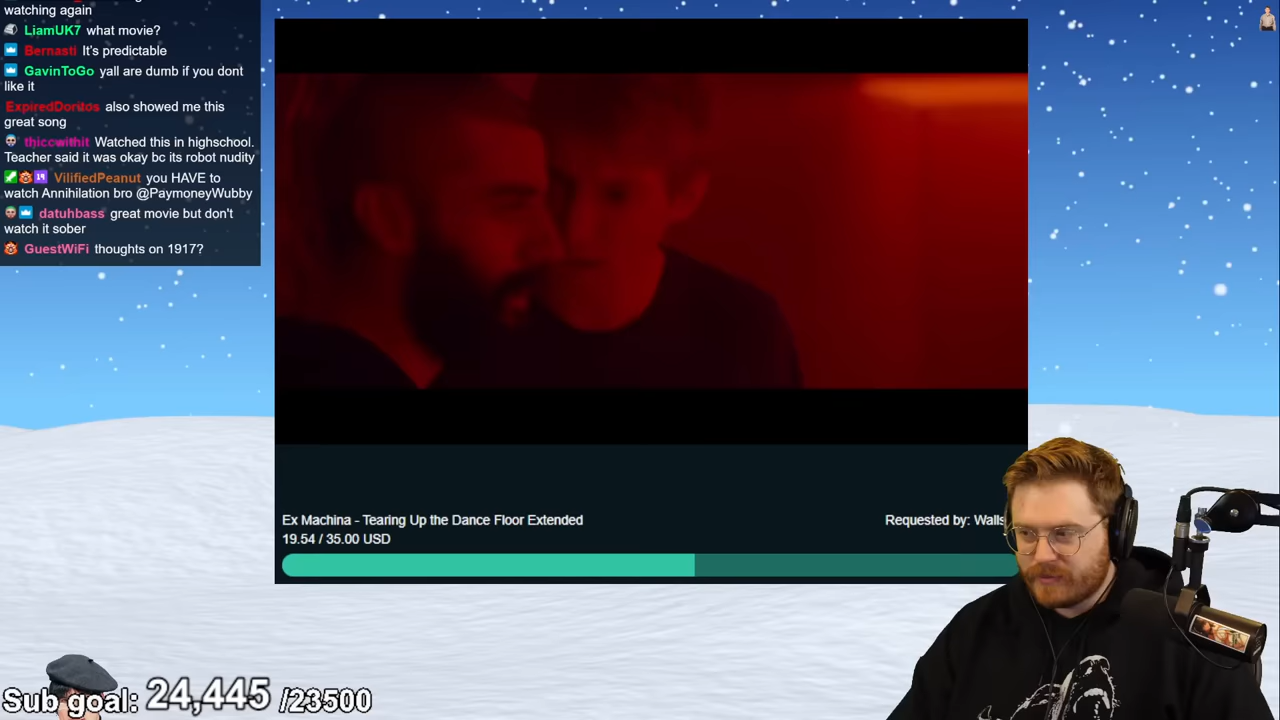 watching again
LiamUK7 what movie?
Bernasti It's predictable
GavinToGo yall are dumb if you dont
like it
ExpiredDoritos also showed me this
great song
thiccwithit Watched this in highschool.
Teacher said it was okay bc its robot nudity
14 VilifiedPeanut you HAVE to
watch Annihilation bro @PaymoneyWubby
datuhbass great movie but don't
watch it sober
GuestWiFi thoughts on 1917?
Ex Machina - Tearing Up the Dance Floor Extended
Requested by: Walls
19.54 / 35.00 USD
Sub goal: 24,445 /23500